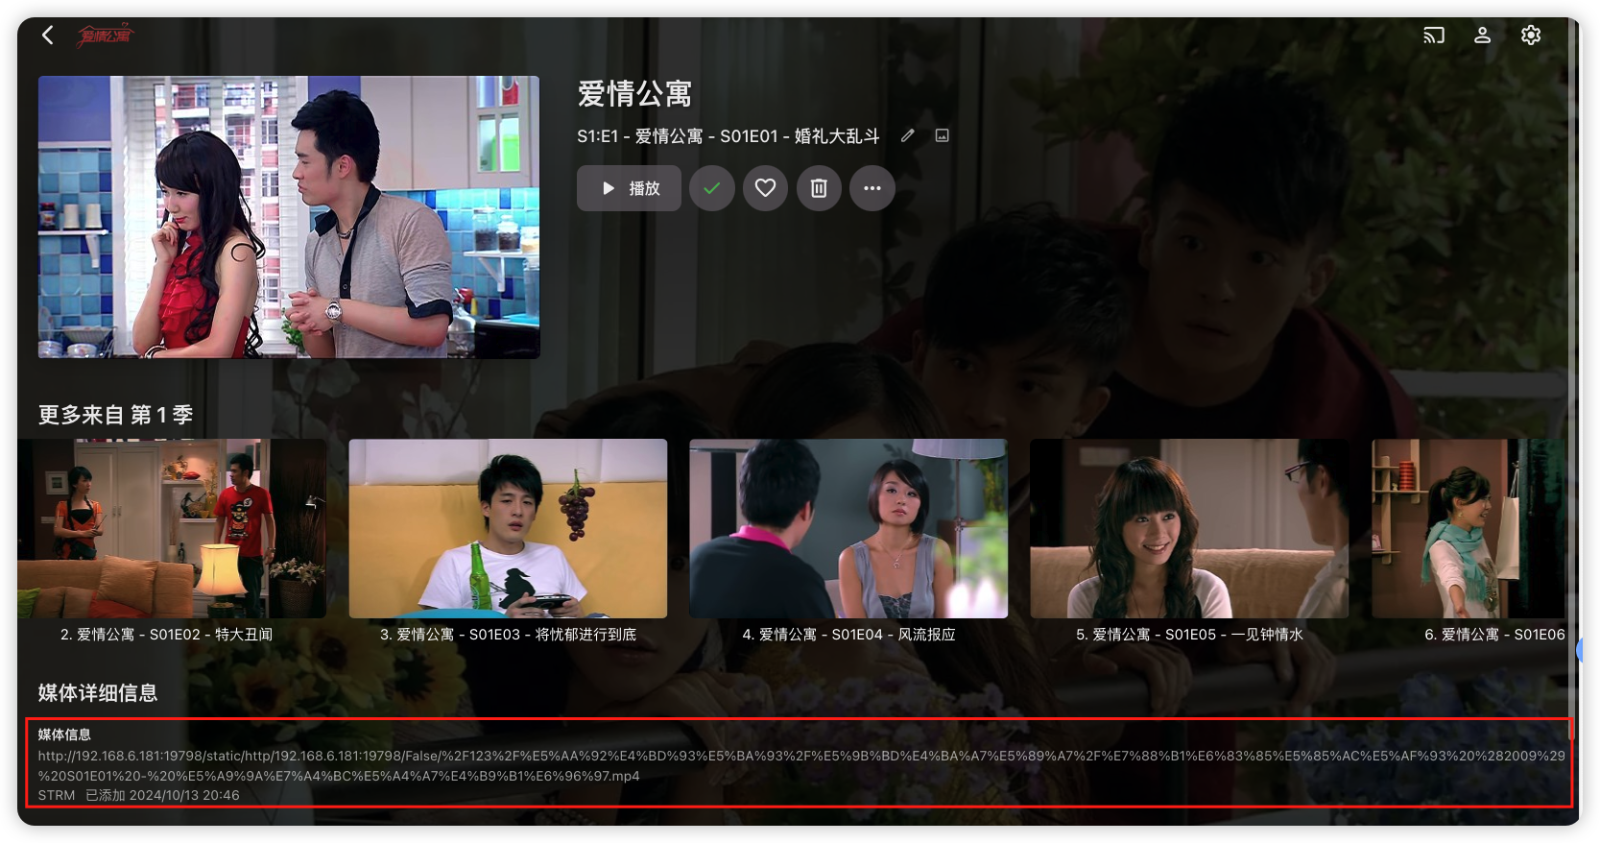 爱情公寓
爱情公寓
S1:E1 - 爱情公寓 - S01E01 - 婚礼大乱斗
播放
更多来自 第 1 季
2. 爱情公寓 - S01E02 - 特大丑闻
3. 爱情公寓 - S01E03 - 将忧郁进行到底
4. 爱情公寓 - S01E04 - 风流报应
5. 爱情公寓 - S01E05 - 一见钟情水
6. 爱情公寓 - S01E06
媒体详细信息
媒体信息
http://192.168.6.181:19798/static/http/192.168.6.181:19798/False/%2F123%2F%E5%AA%92%E4%BD%93%E5%BA%93%2F%E5%9B%BD%E4%BA%A7%E5%89%A7%2F%E7%88%B1%E6%83%85%E5%85%AC%E5%AF%93%20%282009%29
%20S01E01%20-%20%E5%A9%9A%E7%A4%BC%E5%A4%A7%E4%B9%B1%E6%96%97.mp4
STRM 已添加 2024/10/13 20:46